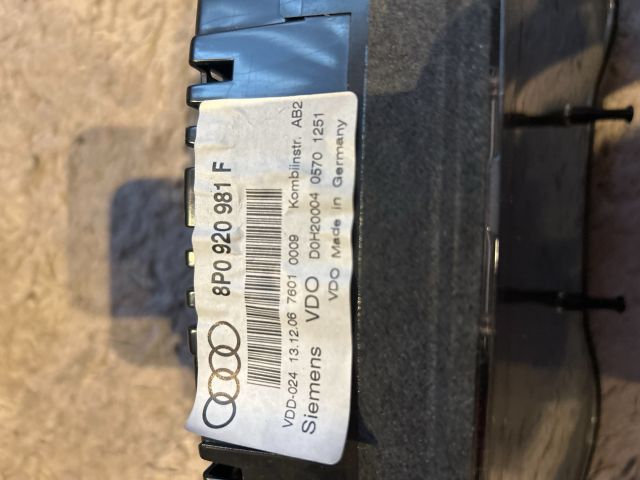 8P0 920 981 F
VDD-024 13.12.06 7601 0009 Kombiinstr. AB2
Siemens VDO D0H20004 0570 1251
VDO Made in Germany